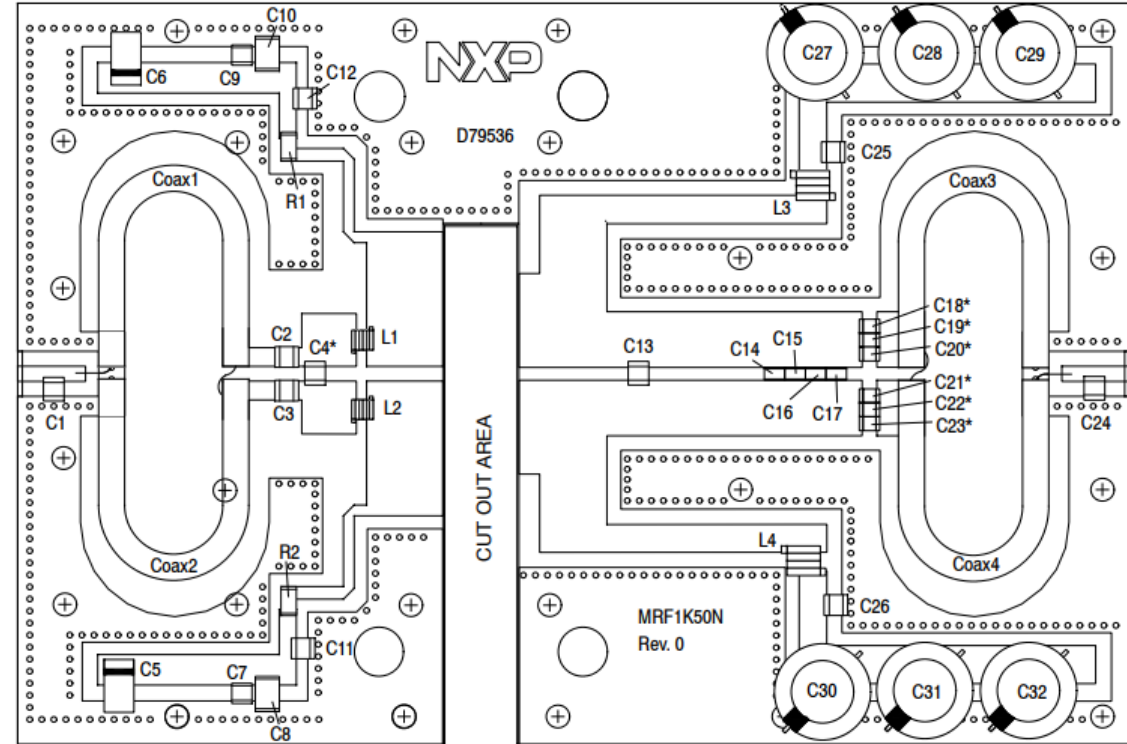 C10
C6
C9
C12
NXP
D79536
C27
C28
C29
C25
Coax1
R1
L3
Coax3
C2
C4*
L1
C18*
C19*
C20*
C13
C14
C15
C1
C3
L2
C16
C17
C21*
C22*
C23*
C24
CUT OUT AREA
R2
L4
Coax2
Coax4
C26
MRF1K50N
Rev. 0
C11
C5
C7
C8
C30
C31
C32